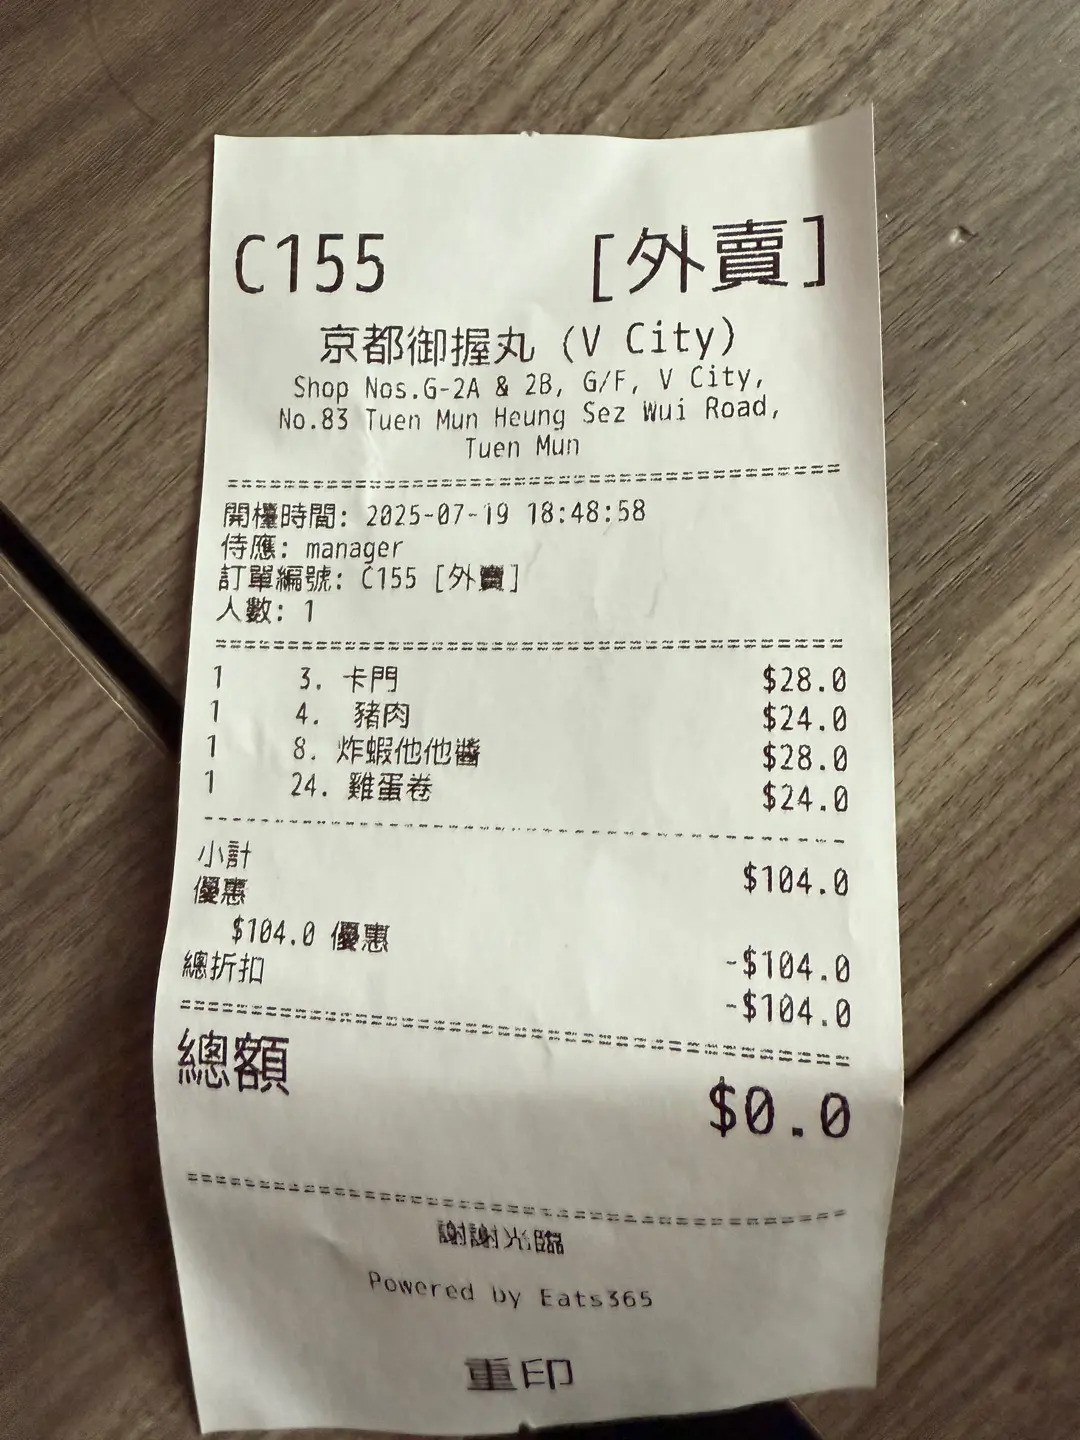 C155 [外賣]
京都御握丸 (V City)
Shop Nos.G-2A & 2B, G/F, V City,
No.83 Tuen Mun Heung Sez Wui Road,
Tuen Mun
開檯時間: 2025-07-19 18:48:58
侍應: manager
訂單編號: C155 [外賣]
人數: 1
1 3. 卡門 $28.0
1 4. 豬肉 $24.0
1 8. 炸蝦他他醬 $28.0
1 24. 雞蛋卷 $24.0
小計 $104.0
優惠
$104.0 優惠 -$104.0
總折扣 -$104.0
總額 $0.0
謝謝光臨
Powered by Eats365
重印